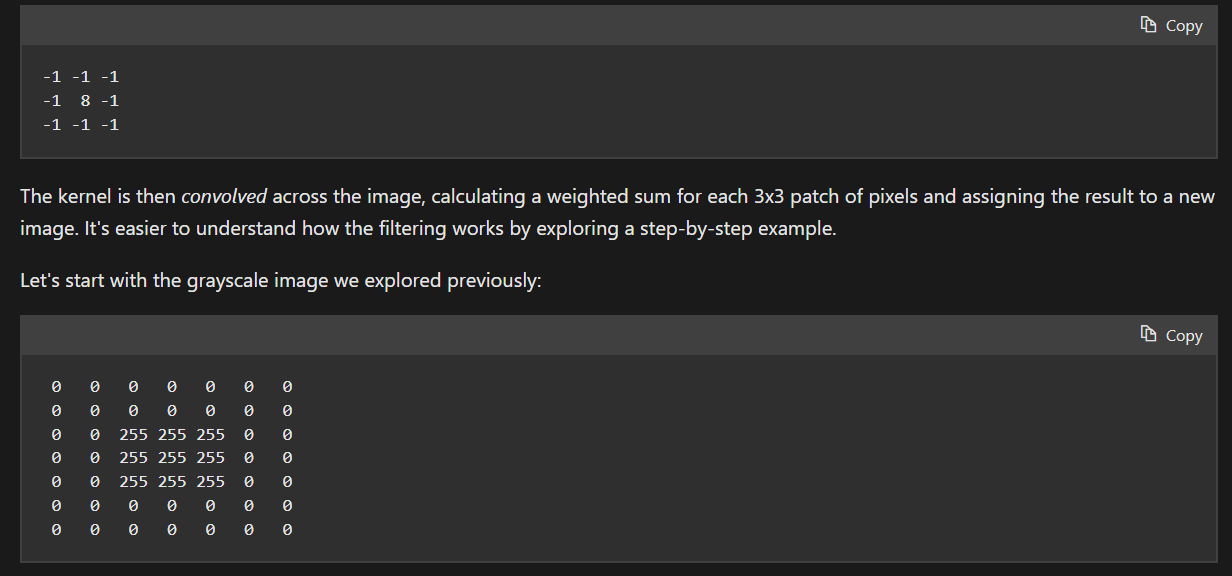 Copy
-1 -1 -1
-1  8 -1
-1 -1 -1
The kernel is then convolved across the image, calculating a weighted sum for each 3x3 patch of pixels and assigning the result to a new
image. It's easier to understand how the filtering works by exploring a step-by-step example.
Let's start with the grayscale image we explored previously:
Copy
0   0   0   0   0   0   0
0   0   0   0   0   0   0
0   0  255 255 255  0   0
0   0  255 255 255  0   0
0   0  255 255 255  0   0
0   0   0   0   0   0   0
0   0   0   0   0   0   0